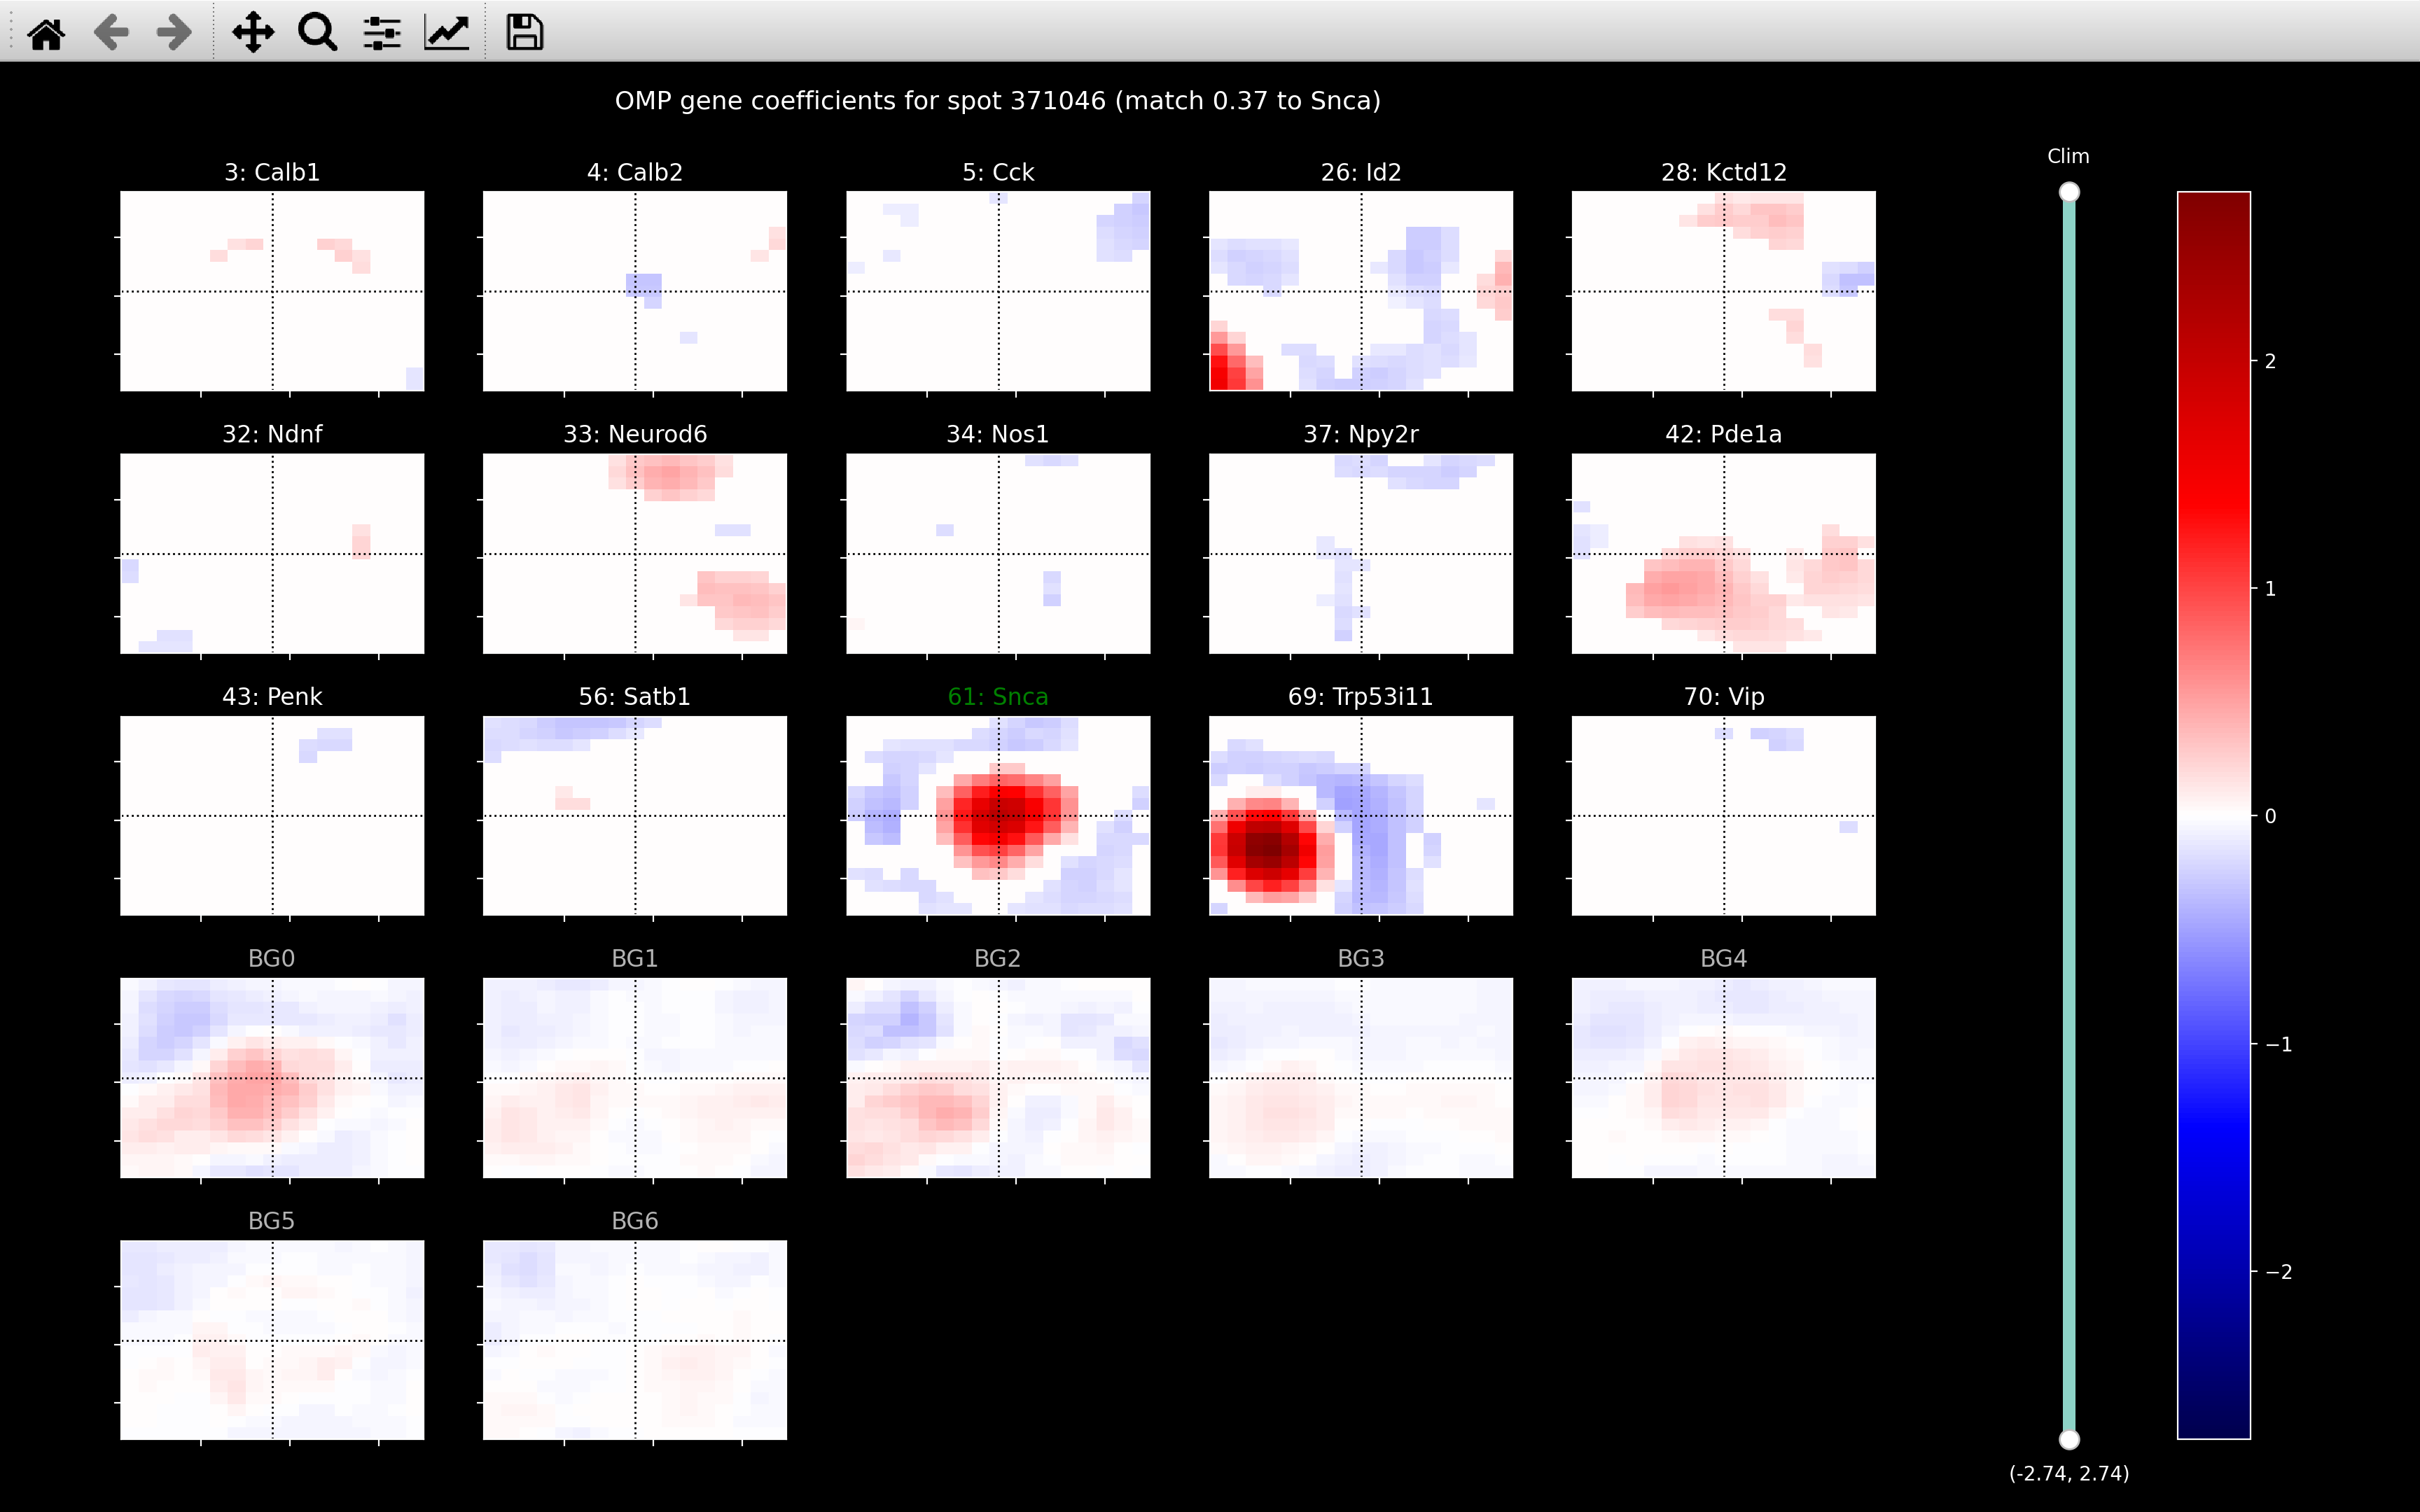 OMP gene coefficients for spot 371046 (match 0.37 to Snca)
Clim
3: Calb1
4: Calb2
5: Cck
26: Id2
28: Kctd12
32: Ndnf
33: Neurod6
34: Nos1
37: Npy2r
42: Pde1a
43: Penk
56: Satb1
61: Snca
69: Trp53i11
70: Vip
BG0
BG1
BG2
BG3
BG4
BG5
BG6
2
1
0
−1
−2
(-2.74, 2.74)